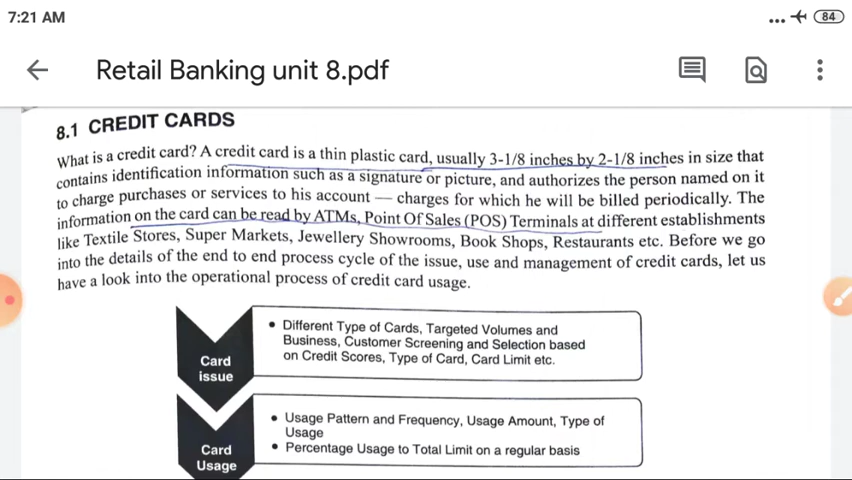 7:21 AM
... 84
Retail Banking unit 8.pdf
8.1 CREDIT CARDS
What is a credit card? A credit card is a thin plastic card, usually 3-1/8 inches by 2-1/8 inches in size that
contains identification information such as a signature or picture, and authorizes the person named on it
to charge purchases or services to his account — charges for which he will be billed periodically. The
information on the card can be read by ATMs, Point Of Sales (POS) Terminals at different establishments
like Textile Stores, Super Markets, Jewellery Showrooms, Book Shops, Restaurants etc. Before we go
into the details of the end to end process cycle of the issue, use and management of credit cards, let us
have a look into the operational process of credit card usage.
Card
issue
• Different Type of Cards, Targeted Volumes and
Business, Customer Screening and Selection based
on Credit Scores, Type of Card, Card Limit etc.
Card
Usage
• Usage Pattern and Frequency, Usage Amount, Type of
Usage
• Percentage Usage to Total Limit on a regular basis